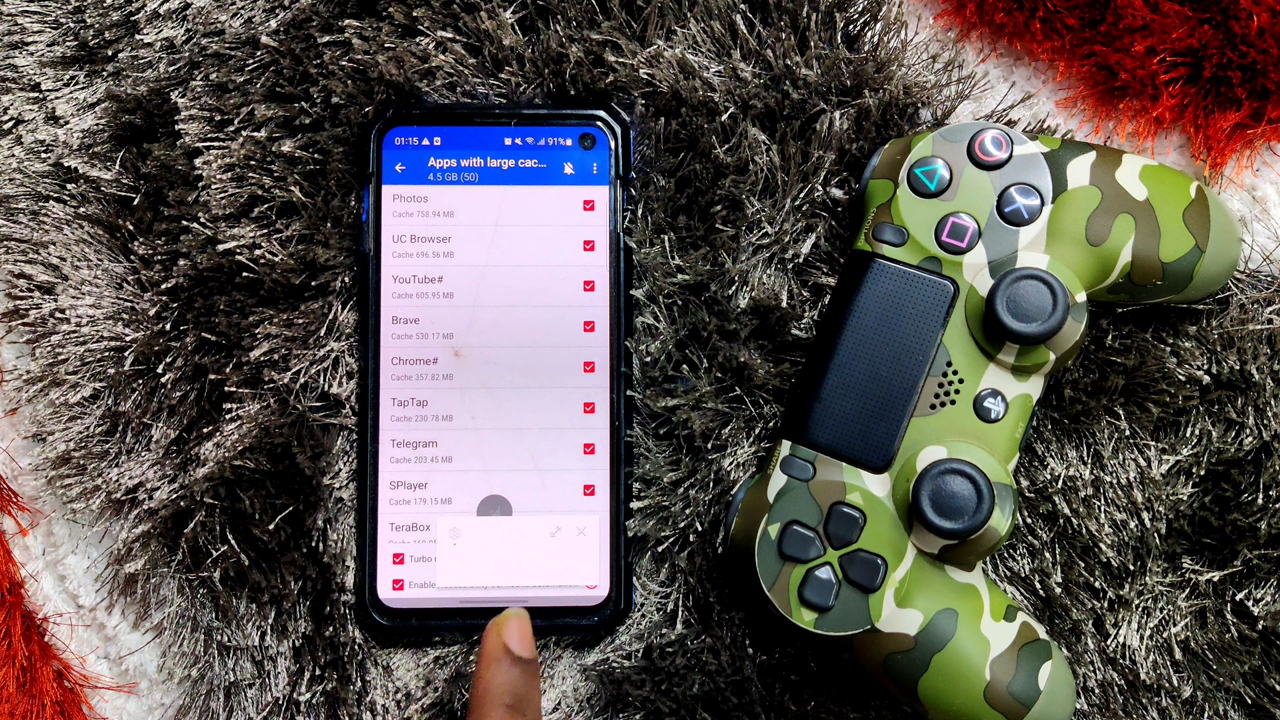 01:15 91%
Apps with large cac...
4.5 GB (50)
Photos
Cache 758.94 MB
UC Browser
Cache 696.56 MB
YouTube#
Cache 605.95 MB
Brave
Cache 530.17 MB
Chrome#
Cache 357.82 MB
TapTap
Cache 230.78 MB
Telegram
Cache 203.45 MB
SPlayer
Cache 179.15 MB
TeraBox
Turbo
Enable